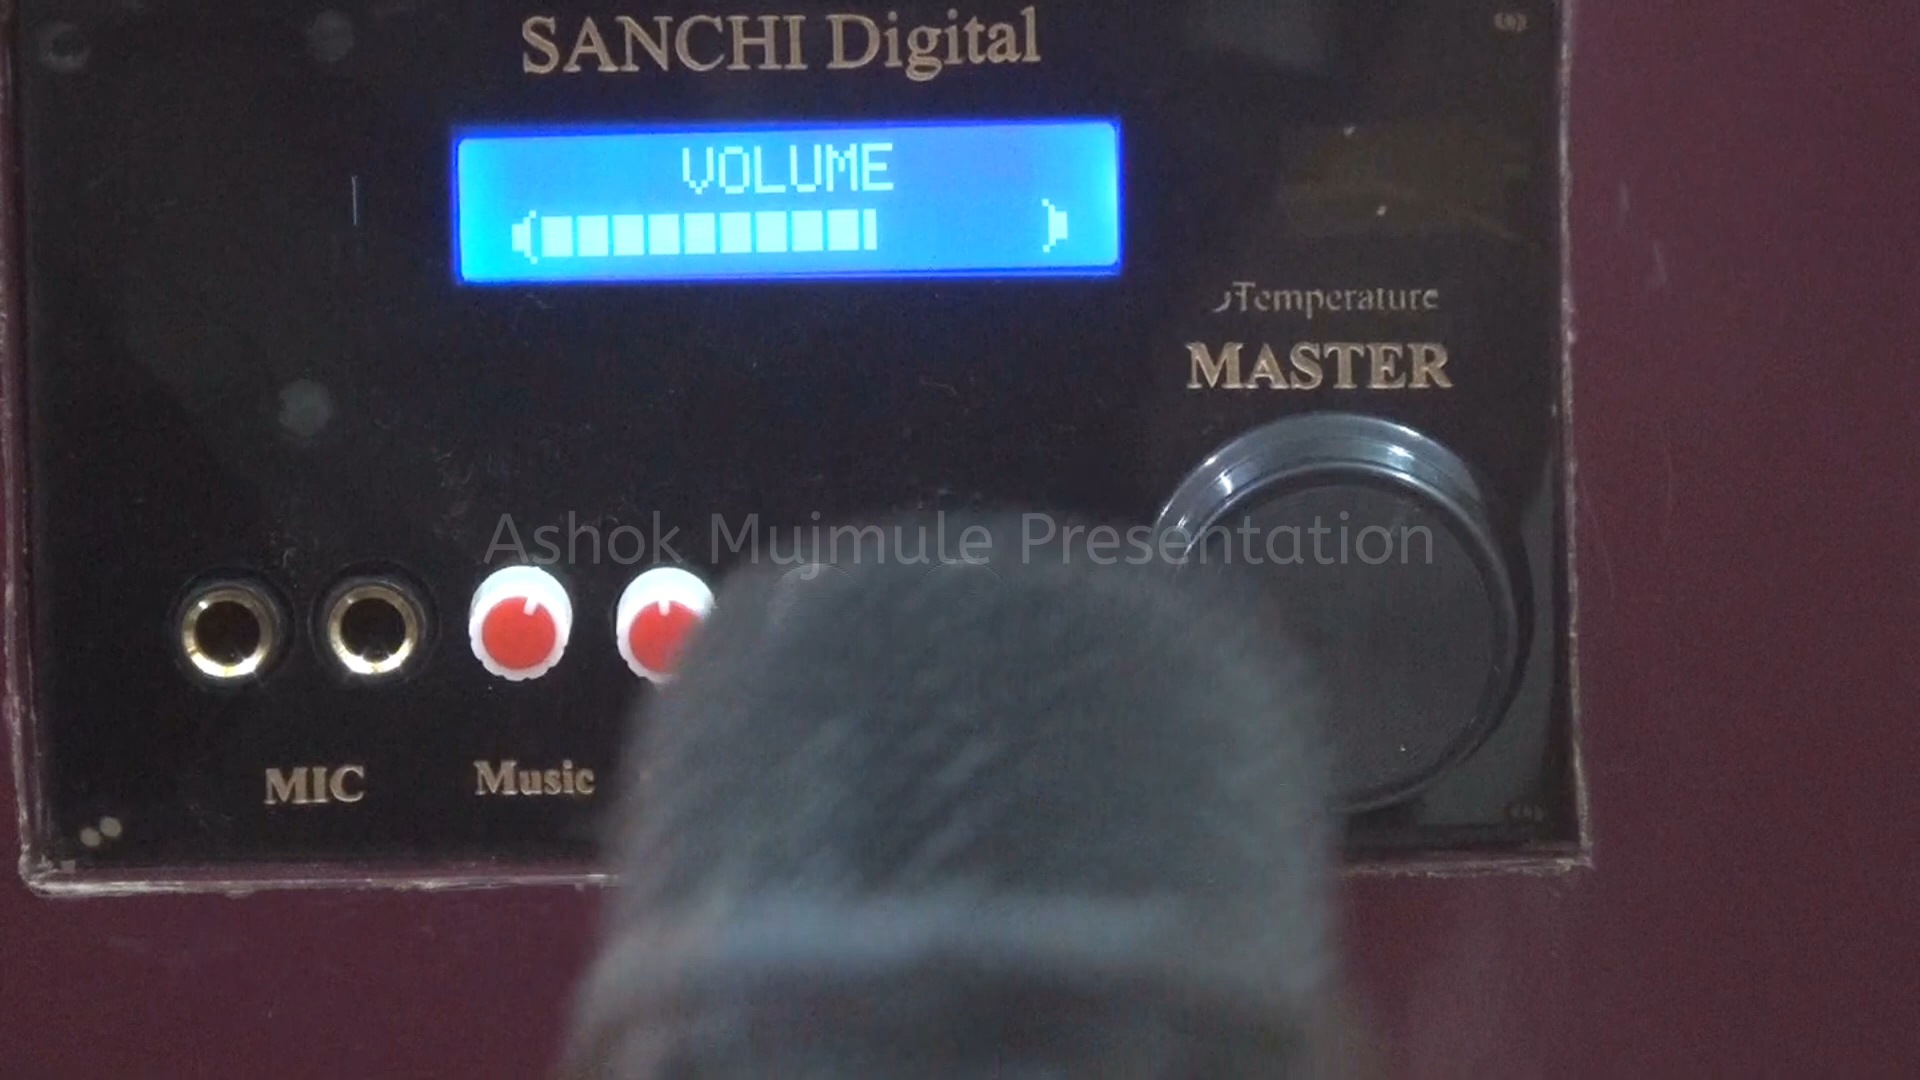 SANCHI Digital
VOLUME
Temperature
MASTER
Ashok Mujmule Presentation
MIC
Music